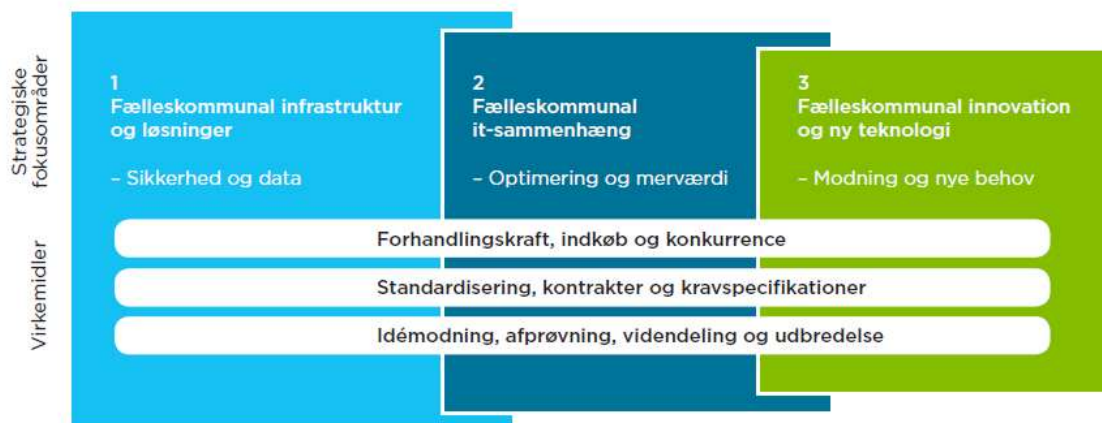 Strategiske
fokusområder
1
Fælleskommunal infrastruktur
og løsninger
– Sikkerhed og data
2
Fælleskommunal
it-sammenhæng
– Optimering og merværdi
3
Fælleskommunal innovation
og ny teknologi
– Modning og nye behov
Virkemidler
Forhandlingskraft, indkøb og konkurrence
Standardisering, kontrakter og kravspecifikationer
Idémodning, afprøvning, videndeling og udbredelse